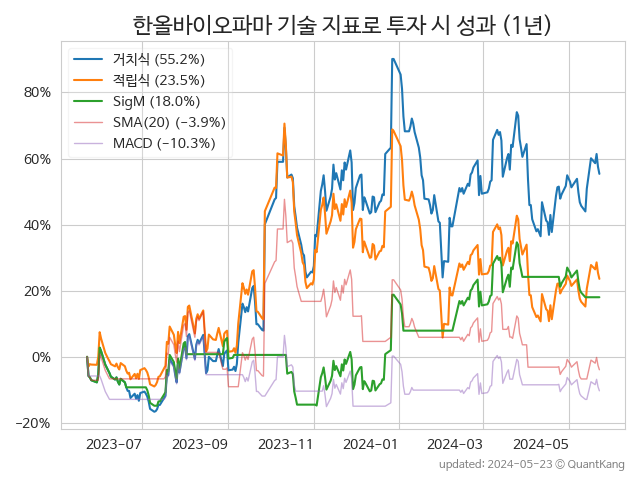 한올바이오파마 기술 지표로 투자 시 성과 (1년)
거치식 (55.2%)
적립식 (23.5%)
SigM (18.0%)
SMA(20) (−3.9%)
MACD (−10.3%)
80%
60%
40%
20%
0%
−20%
2023−07 2023−09 2023−11 2024−01 2024−03 2024−05
updated: 2024−05−23 ⓒ QuantKang